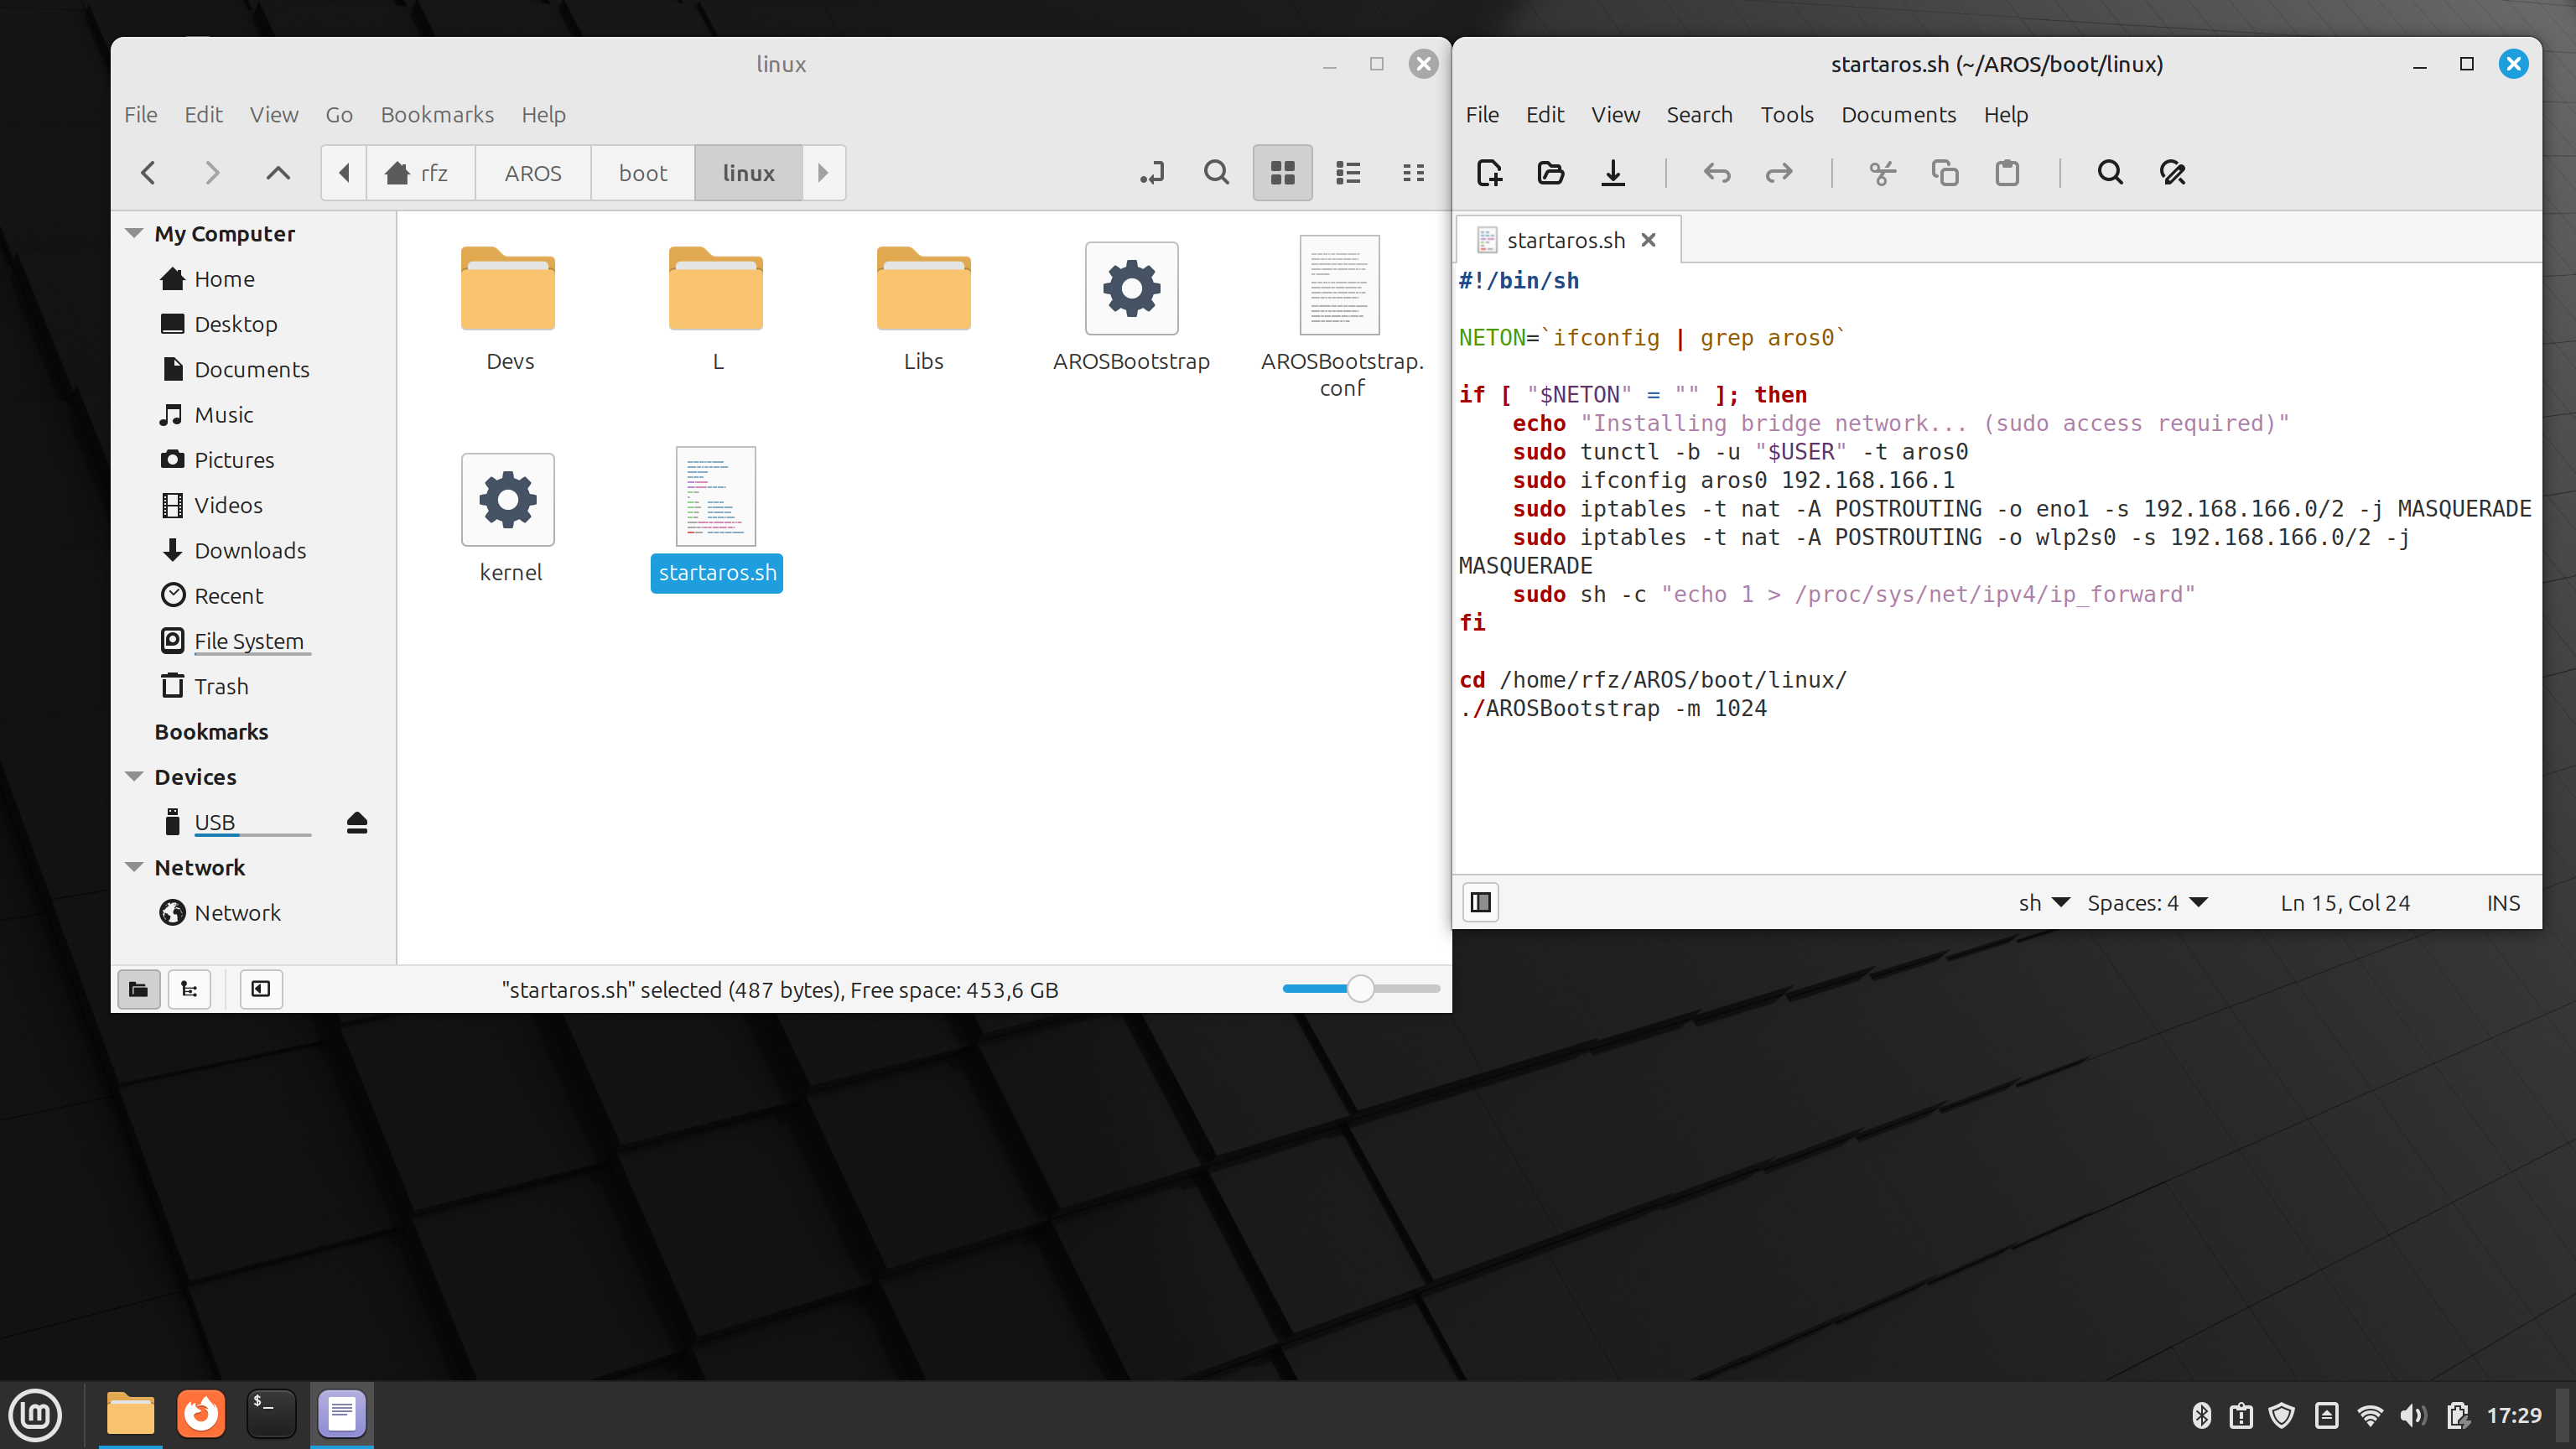 linux
File Edit View Go Bookmarks Help
rfz AROS boot linux
My Computer
Home
Desktop
Documents
Music
Pictures
Videos
Downloads
Recent
File System
Trash
Bookmarks
Devices
USB
Network
Network
Devs L Libs AROSBootstrap AROSBootstrap.
conf
kernel startaros.sh
"startaros.sh" selected (487 bytes), Free space: 453,6 GB
startaros.sh (~/AROS/boot/linux)
File Edit View Search Tools Documents Help
startaros.sh
#!/bin/sh
NETON=`ifconfig | grep aros0`
if [ "$NETON" = "" ]; then
echo "Installing bridge network... (sudo access required)"
sudo tunctl -b -u "$USER" -t aros0
sudo ifconfig aros0 192.168.166.1
sudo iptables -t nat -A POSTROUTING -o eno1 -s 192.168.166.0/2 -j MASQUERADE
sudo iptables -t nat -A POSTROUTING -o wlp2s0 -s 192.168.166.0/2 -j
MASQUERADE
sudo sh -c "echo 1 > /proc/sys/net/ipv4/ip_forward"
fi
cd /home/rfz/AROS/boot/linux/
./AROSBootstrap -m 1024
sh Spaces: 4 Ln 15, Col 24 INS
$_
17:29